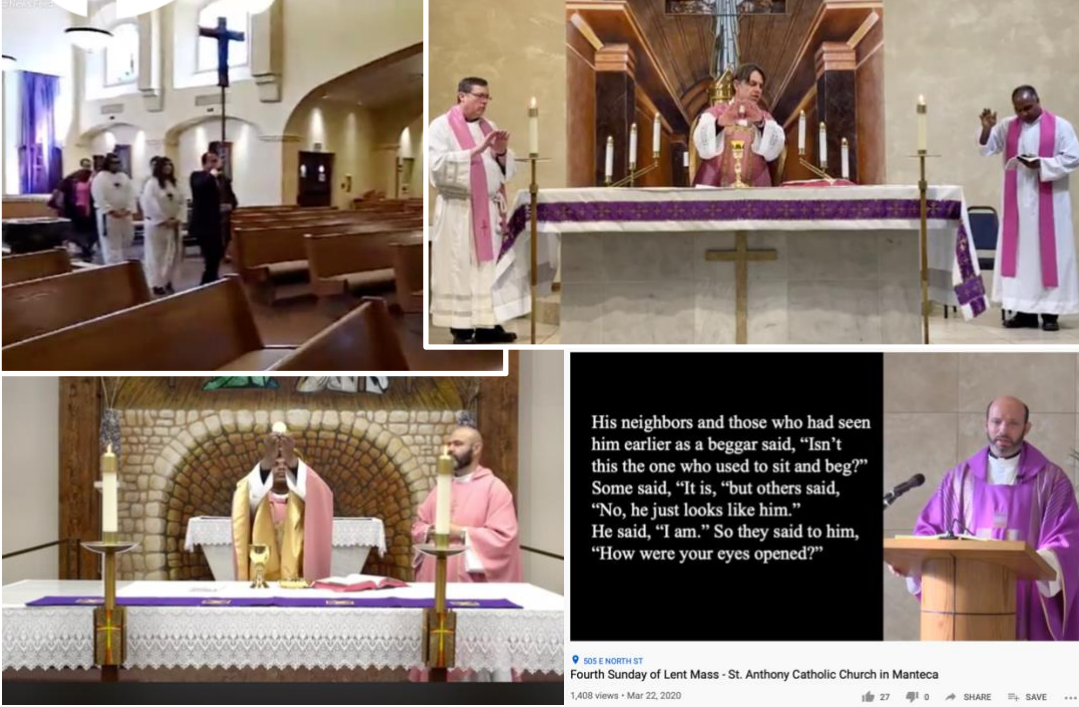 His neighbors and those who had seen
him earlier as a beggar said, “Isn’t
this the one who used to sit and beg?”
Some said, “It is, “but others said,
“No, he just looks like him.”
He said, “I am.” So they said to him,
“How were your eyes opened?”
505 E NORTH ST
Fourth Sunday of Lent Mass - St. Anthony Catholic Church in Manteca
1,408 views • Mar 22, 2020
27 0 SHARE SAVE